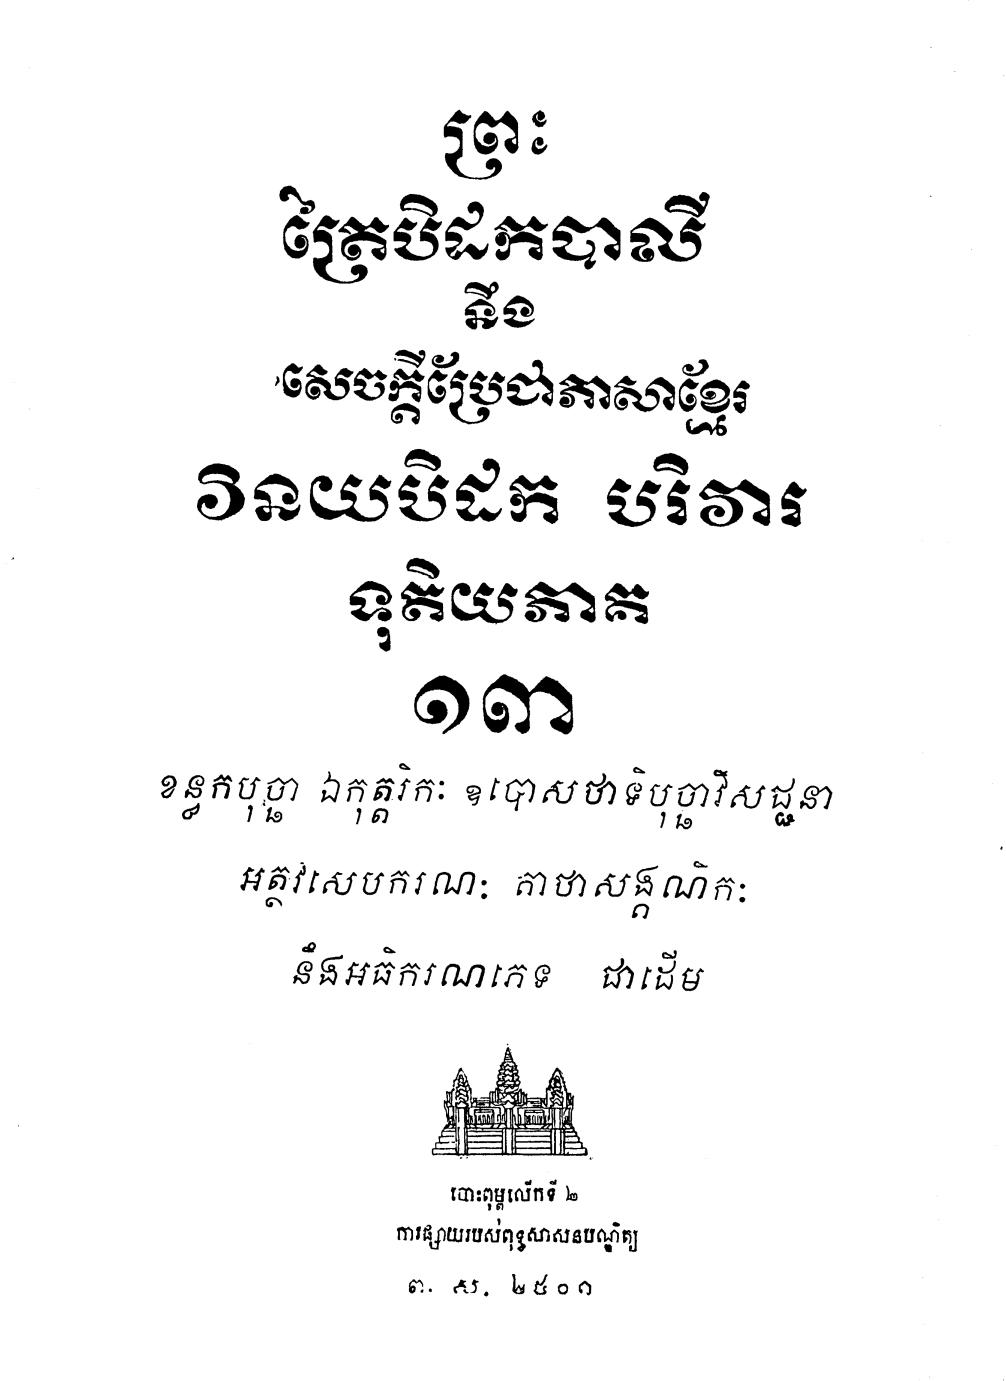 ព្រះ
ត្រៃបិដកបាលី
នឹង
សេចក្តីប្រែជាភាសាខ្មែរ
វិនយបិដក បរិវារ
ទុតិយភាគ
១៣
ខន្ធកបុច្ឆា ឯកុត្តរិកៈ ឧបោសថាទិបុច្ឆាវិសជ្ជនា
អត្ថវសេបករណៈ គាថាសង្គណិកៈ
នឹងអធិករណភេទ ជាដើម
បោះពុម្ពលើកទី ២
ការផ្សាយរបស់ពុទ្ធសាសនបណ្ឌិត្យ
ព. ស. ២៥០១